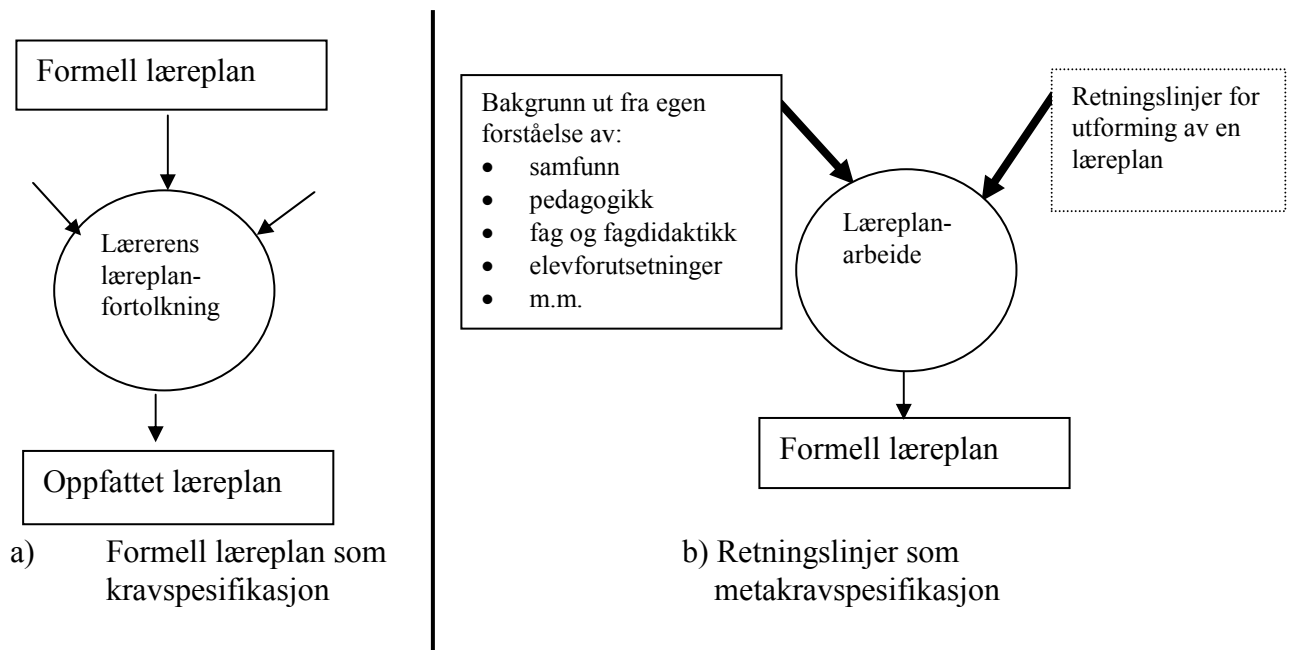 Formell læreplan
Lærerens
læreplan-
fortolkning
Oppfattet læreplan
a) Formell læreplan som
kravspesifikasjon
Bakgrunn ut fra egen
forståelse av:
• samfunn
• pedagogikk
• fag og fagdidaktikk
• elevforutsetninger
• m.m.
Retningslinjer for
utforming av en
læreplan
Læreplan-
arbeide
Formell læreplan
b) Retningslinjer som
metakravspesifikasjon